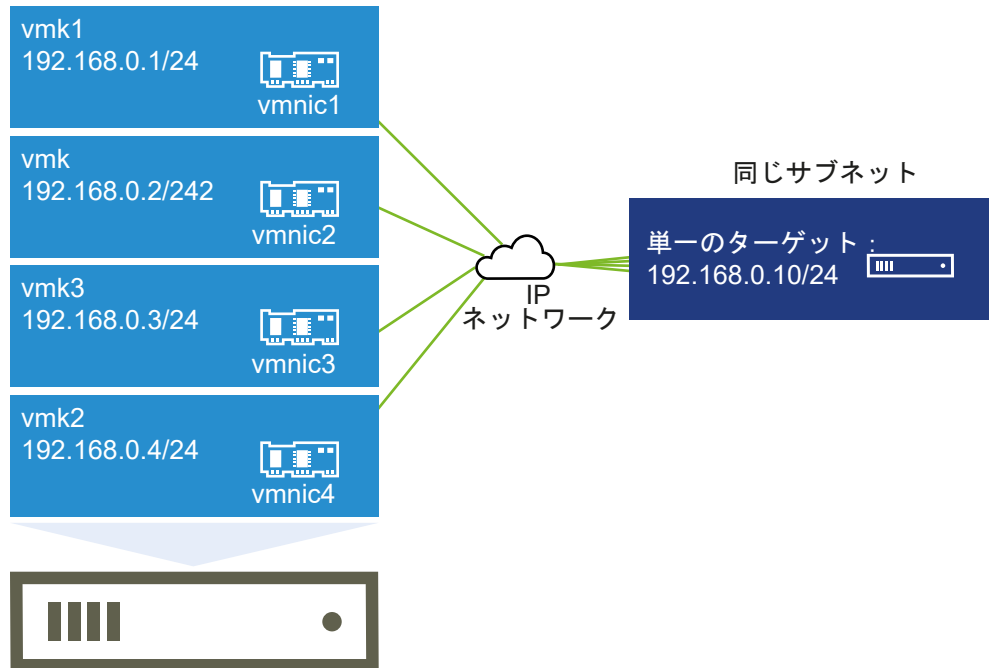 vmk1
192.168.0.1/24
vmnic1
vmk
192.168.0.2/242
vmnic2
vmk3
192.168.0.3/24
vmnic3
vmk2
192.168.0.4/24
vmnic4
IP
ネットワーク
同じサブネット
単一のターゲット：
192.168.0.10/24